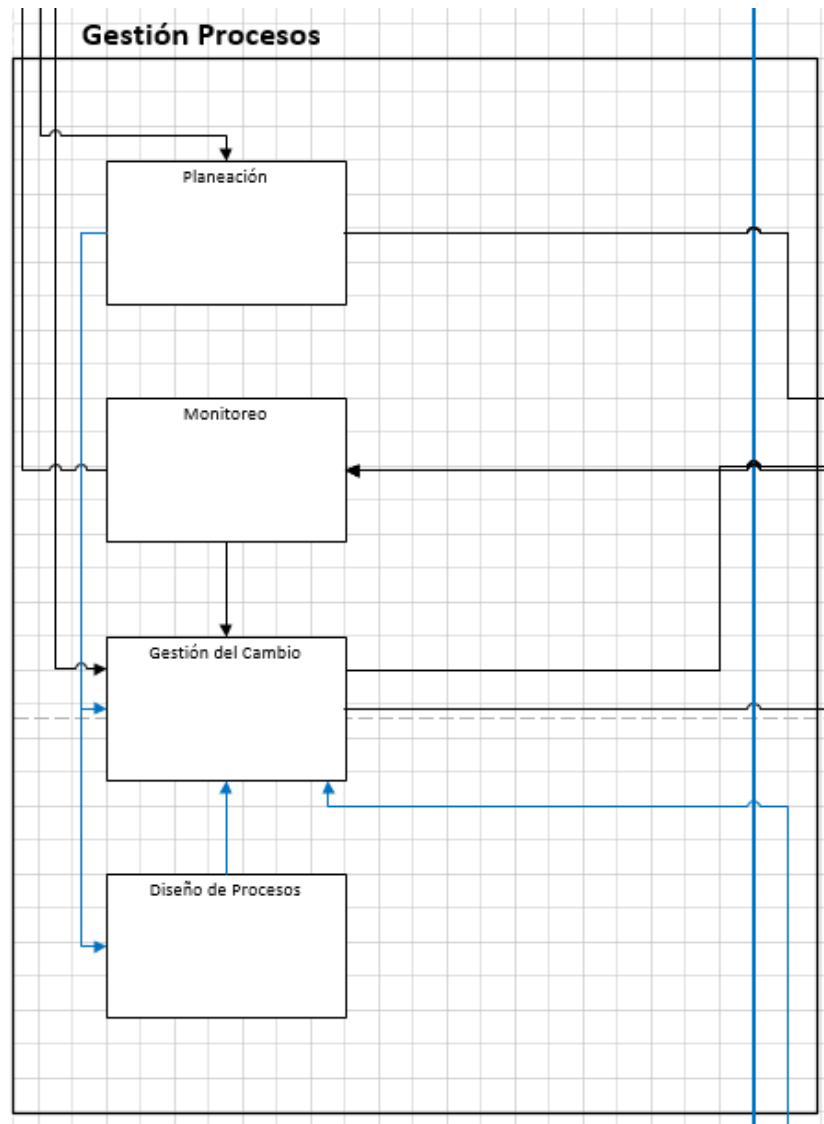 Gestión Procesos
Planeación
Monitoreo
Gestión del Cambio
Diseño de Procesos